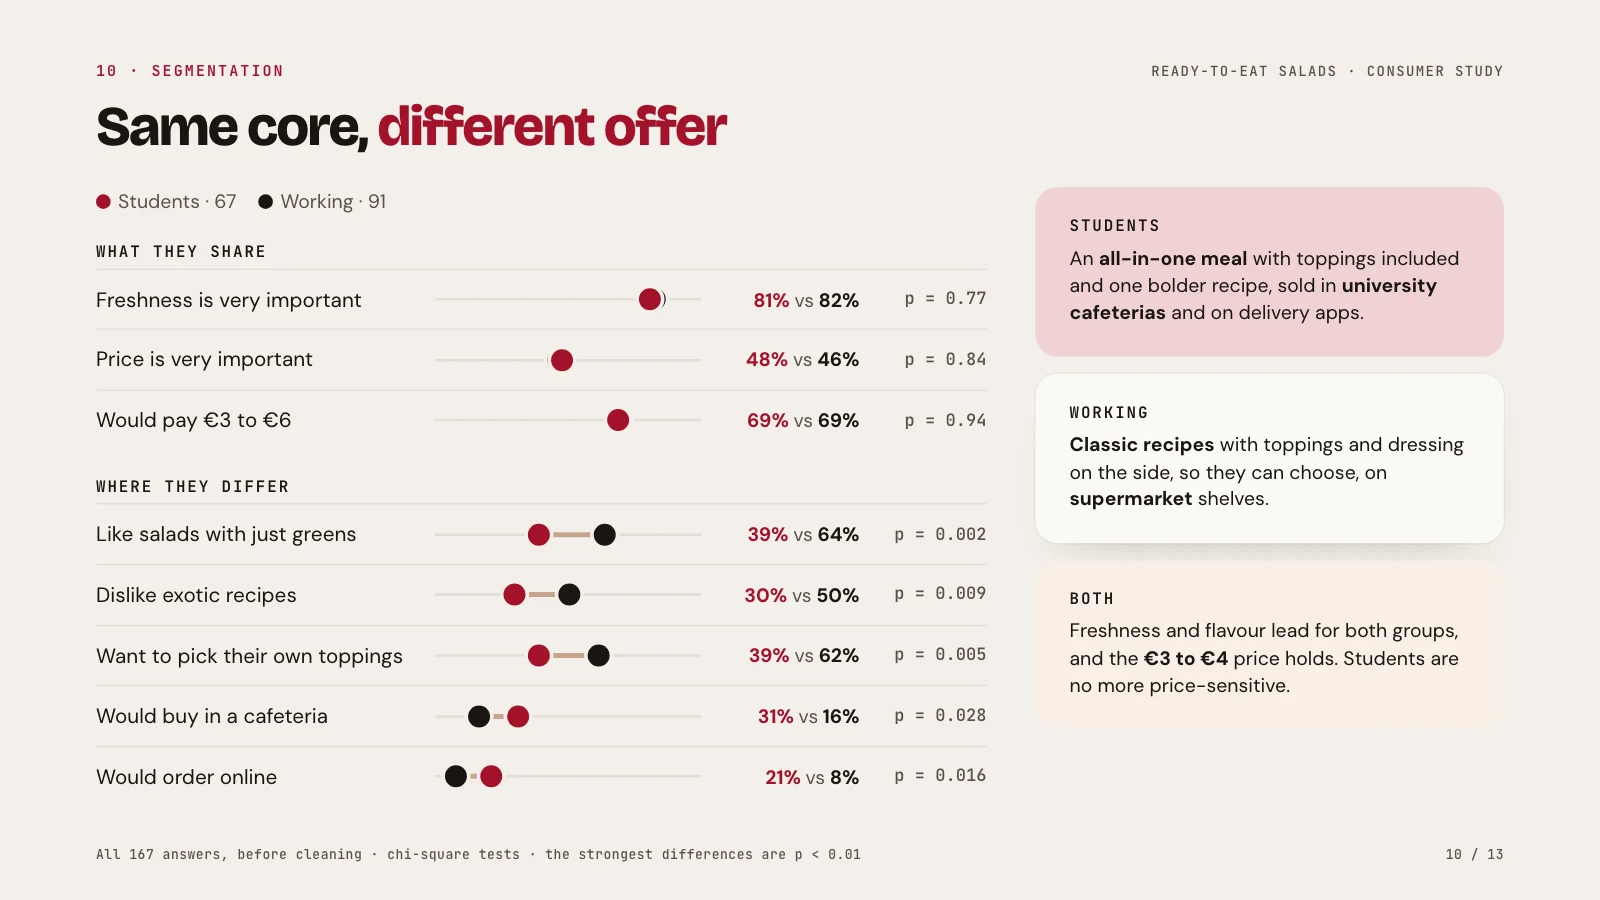 10 · SEGMENTATION
READY-TO-EAT SALADS · CONSUMER STUDY
Same core, different offer
Students · 67 Working · 91
WHAT THEY SHARE
Freshness is very important 81% vs 82% p = 0.77
Price is very important 48% vs 46% p = 0.84
Would pay €3 to €6 69% vs 69% p = 0.94
WHERE THEY DIFFER
Like salads with just greens 39% vs 64% p = 0.002
Dislike exotic recipes 30% vs 50% p = 0.009
Want to pick their own toppings 39% vs 62% p = 0.005
Would buy in a cafeteria 31% vs 16% p = 0.028
Would order online 21% vs 8% p = 0.016
STUDENTS
An all-in-one meal with toppings included
and one bolder recipe, sold in university
cafeterias and on delivery apps.
WORKING
Classic recipes with toppings and dressing
on the side, so they can choose, on
supermarket shelves.
BOTH
Freshness and flavour lead for both groups,
and the €3 to €4 price holds. Students are
no more price-sensitive.
All 167 answers, before cleaning · chi-square tests · the strongest differences are p < 0.01
10 / 13